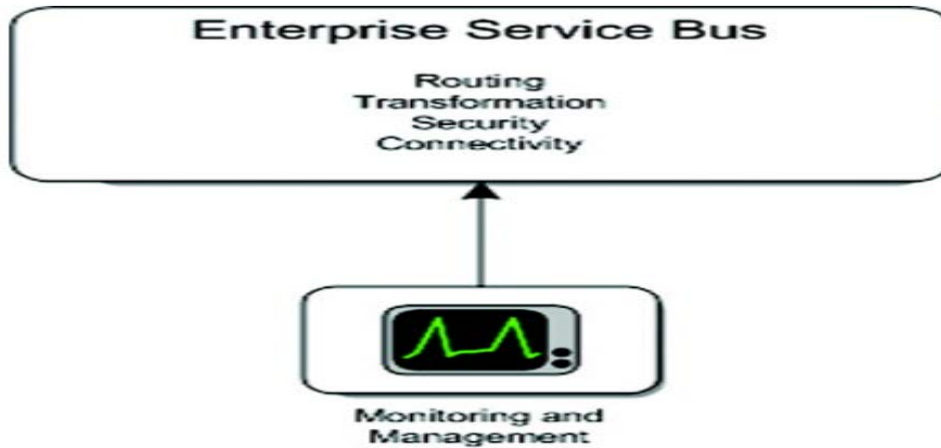 Enterprise Service Bus
Routing
Transformation
Security
Connectivity
Monitoring and
Management